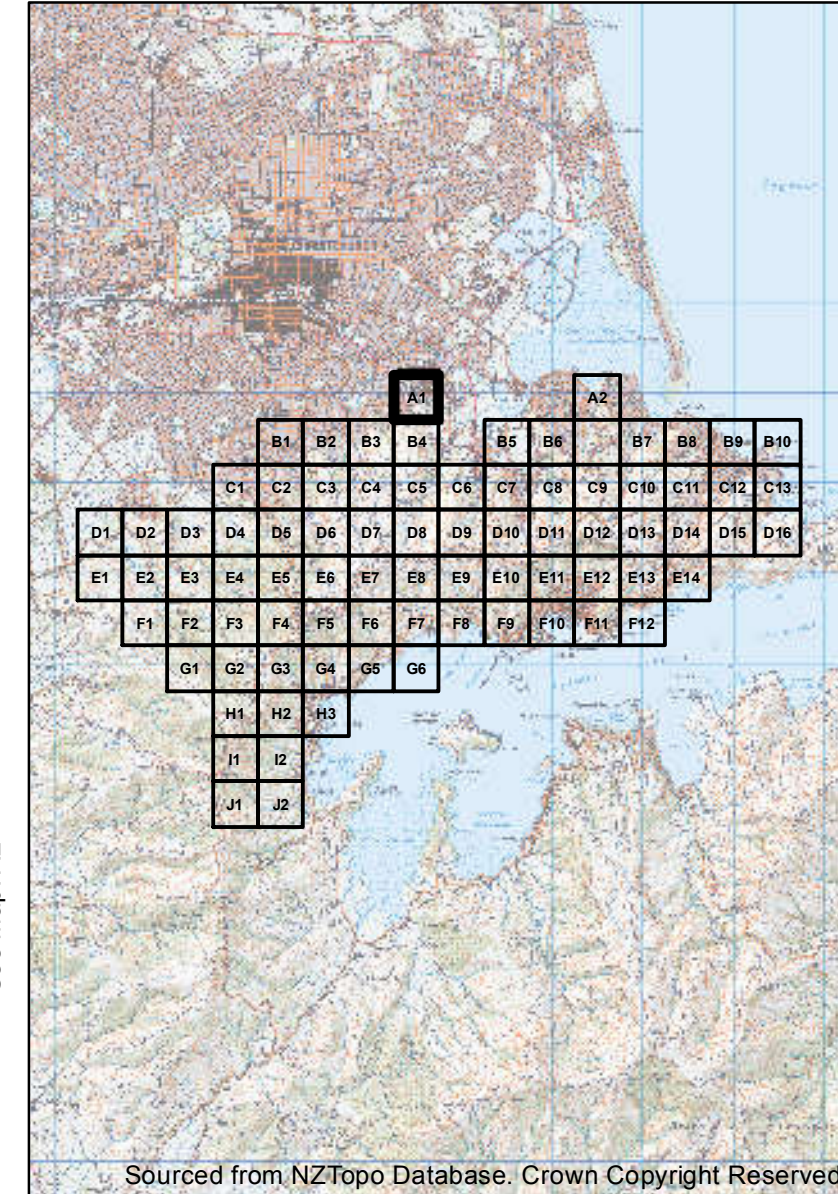 A1 A2
B1 B2 B3 B4 B5 B6 B7 B8 B9 B10
C1 C2 C3 C4 C5 C6 C7 C8 C9 C10 C11 C12 C13
D1 D2 D3 D4 D5 D6 D7 D8 D9 D10 D11 D12 D13 D14 D15 D16
E1 E2 E3 E4 E5 E6 E7 E8 E9 E10 E11 E12 E13 E14
F1 F2 F3 F4 F5 F6 F7 F8 F9 F10 F11 F12
G1 G2 G3 G4 G5 G6
H1 H2 H3
I1 I2
J1 J2
Sourced from NZTopo Database. Crown Copyright Reserved